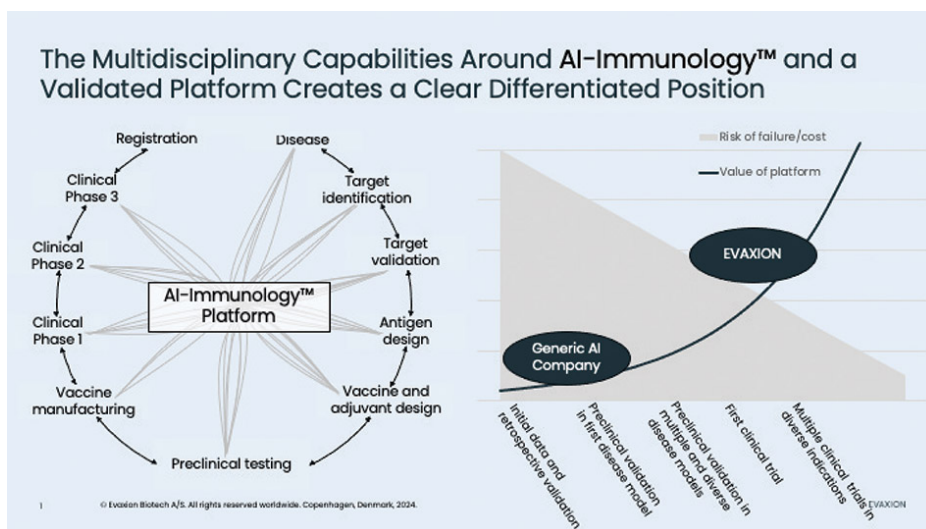 The Multidisciplinary Capabilities Around AI-Immunology™ and a
Validated Platform Creates a Clear Differentiated Position
Registration
Disease
Clinical
Phase 3
Target
identification
Clinical
Phase 2
Target
validation
AI-Immunology™
Platform
Clinical
Phase 1
Antigen
design
Vaccine
manufacturing
Vaccine and
adjuvant design
Preclinical testing
Risk of failure/cost
Value of platform
EVAXION
Generic AI
Company
Initial data and
retrospective validation
Preclinical validation
in first disease model
Preclinical validation in
multiple and diverse
disease models
First clinical trial
Multiple clinical trials in
diverse indications
1
© Evaxion Biotech A/S. All rights reserved worldwide. Copenhagen, Denmark, 2024.
EVAXION